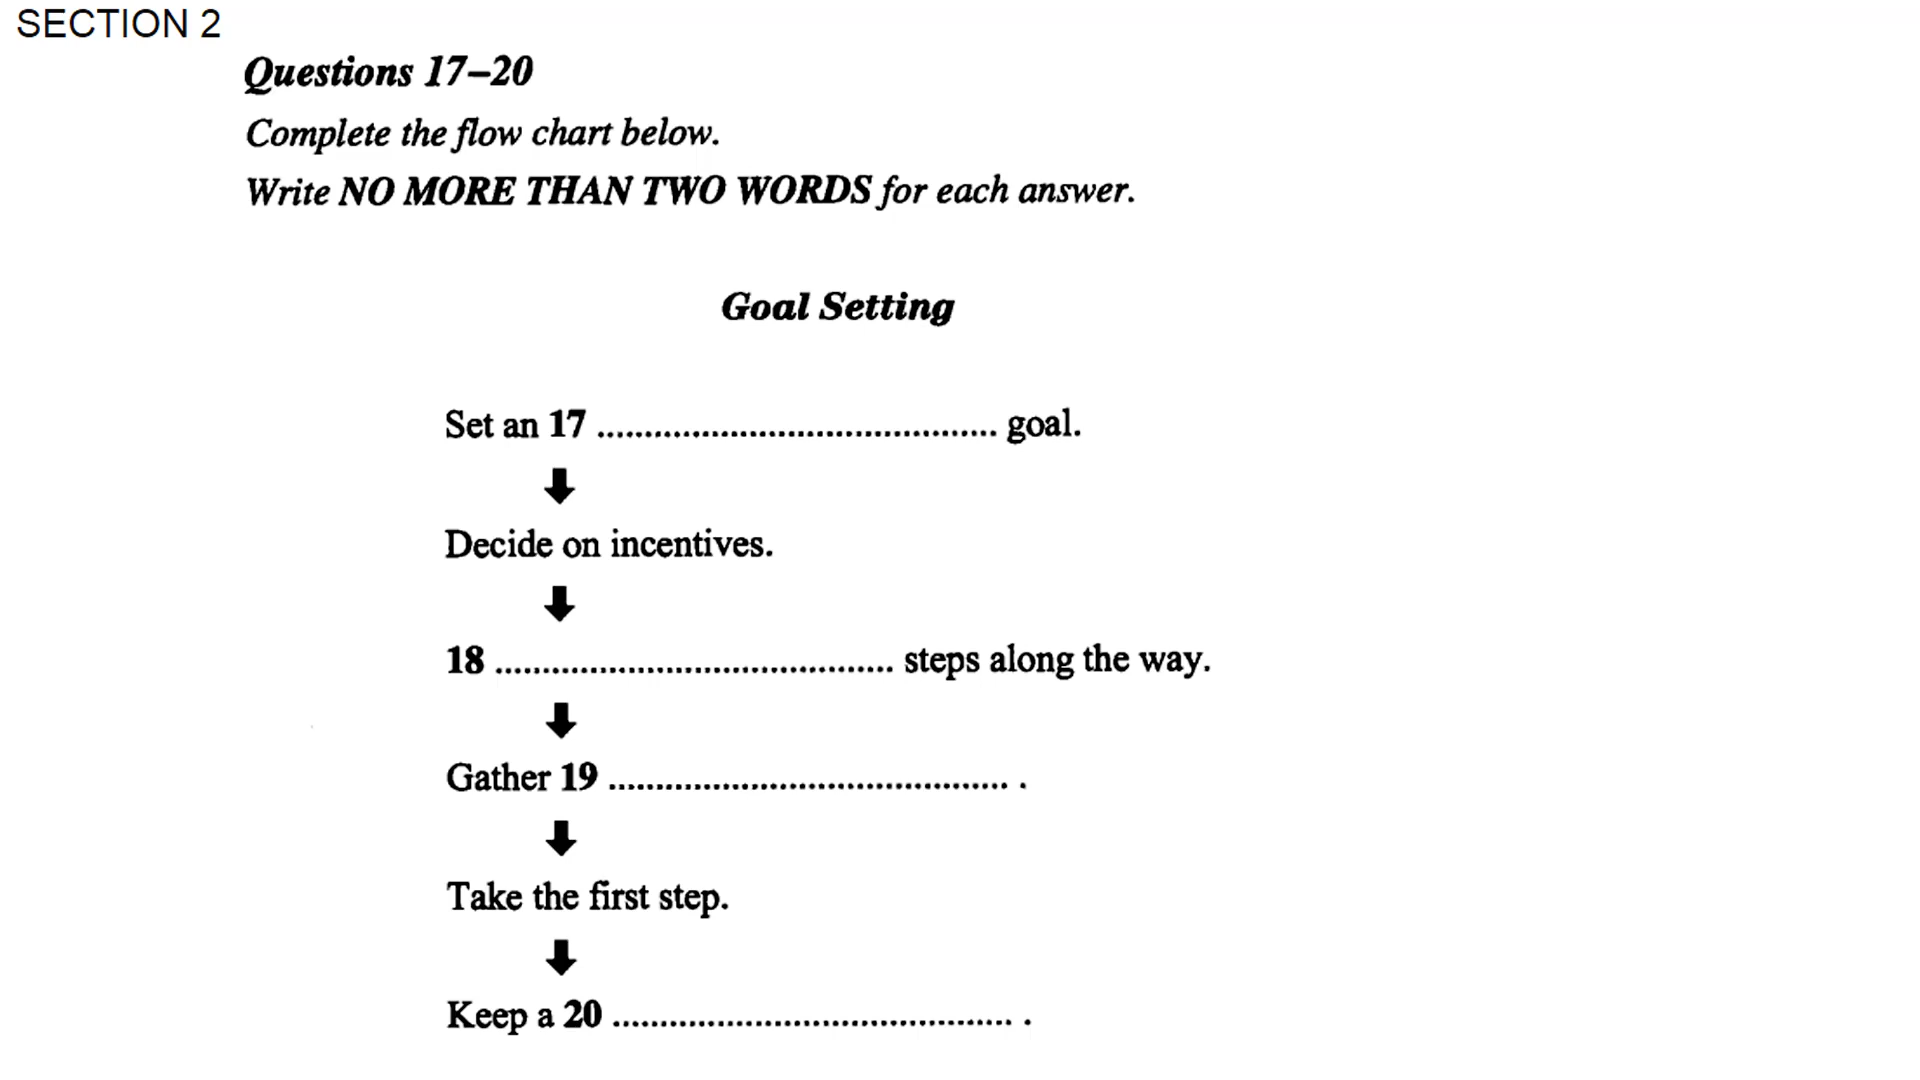 SECTION 2
Questions 17–20
Complete the flow chart below.
Write NO MORE THAN TWO WORDS for each answer.
Goal Setting
Set an 17 .......................................... goal.
Decide on incentives.
18 .......................................... steps along the way.
Gather 19 .......................................... .
Take the first step.
Keep a 20 .......................................... .